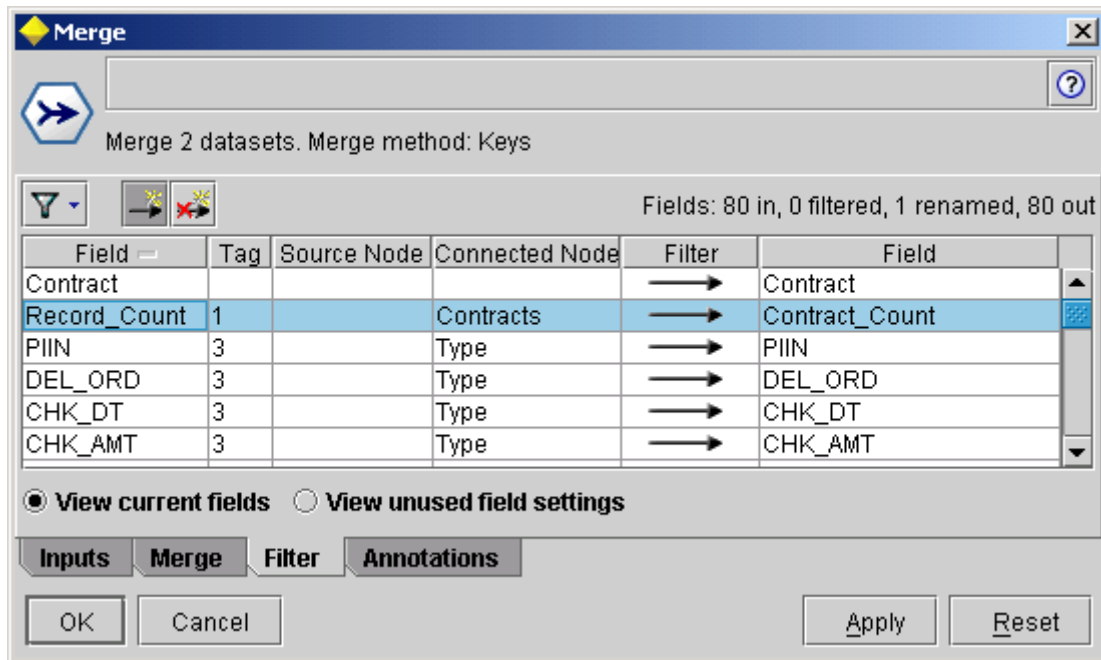 Merge
Merge 2 datasets. Merge method: Keys
Fields: 80 in, 0 filtered, 1 renamed, 80 out
Field Tag Source Node Connected Node Filter Field
Contract Contract
Record_Count 1 Contracts Contract_Count
PIIN 3 Type PIIN
DEL_ORD 3 Type DEL_ORD
CHK_DT 3 Type CHK_DT
CHK_AMT 3 Type CHK_AMT
View current fields View unused field settings
Inputs Merge Filter Annotations
OK Cancel Apply Reset